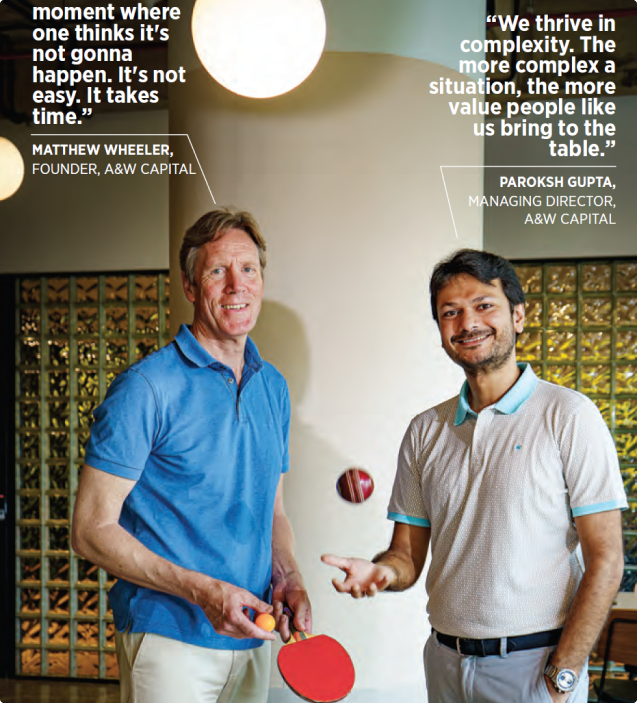 moment where
one thinks it's
not gonna
happen. It's not
easy. It takes
time.”
MATTHEW WHEELER,
FOUNDER, A&W CAPITAL
“We thrive in
complexity. The
more complex a
situation, the more
value people like
us bring to the
table.”
PAROKSH GUPTA,
MANAGING DIRECTOR,
A&W CAPITAL